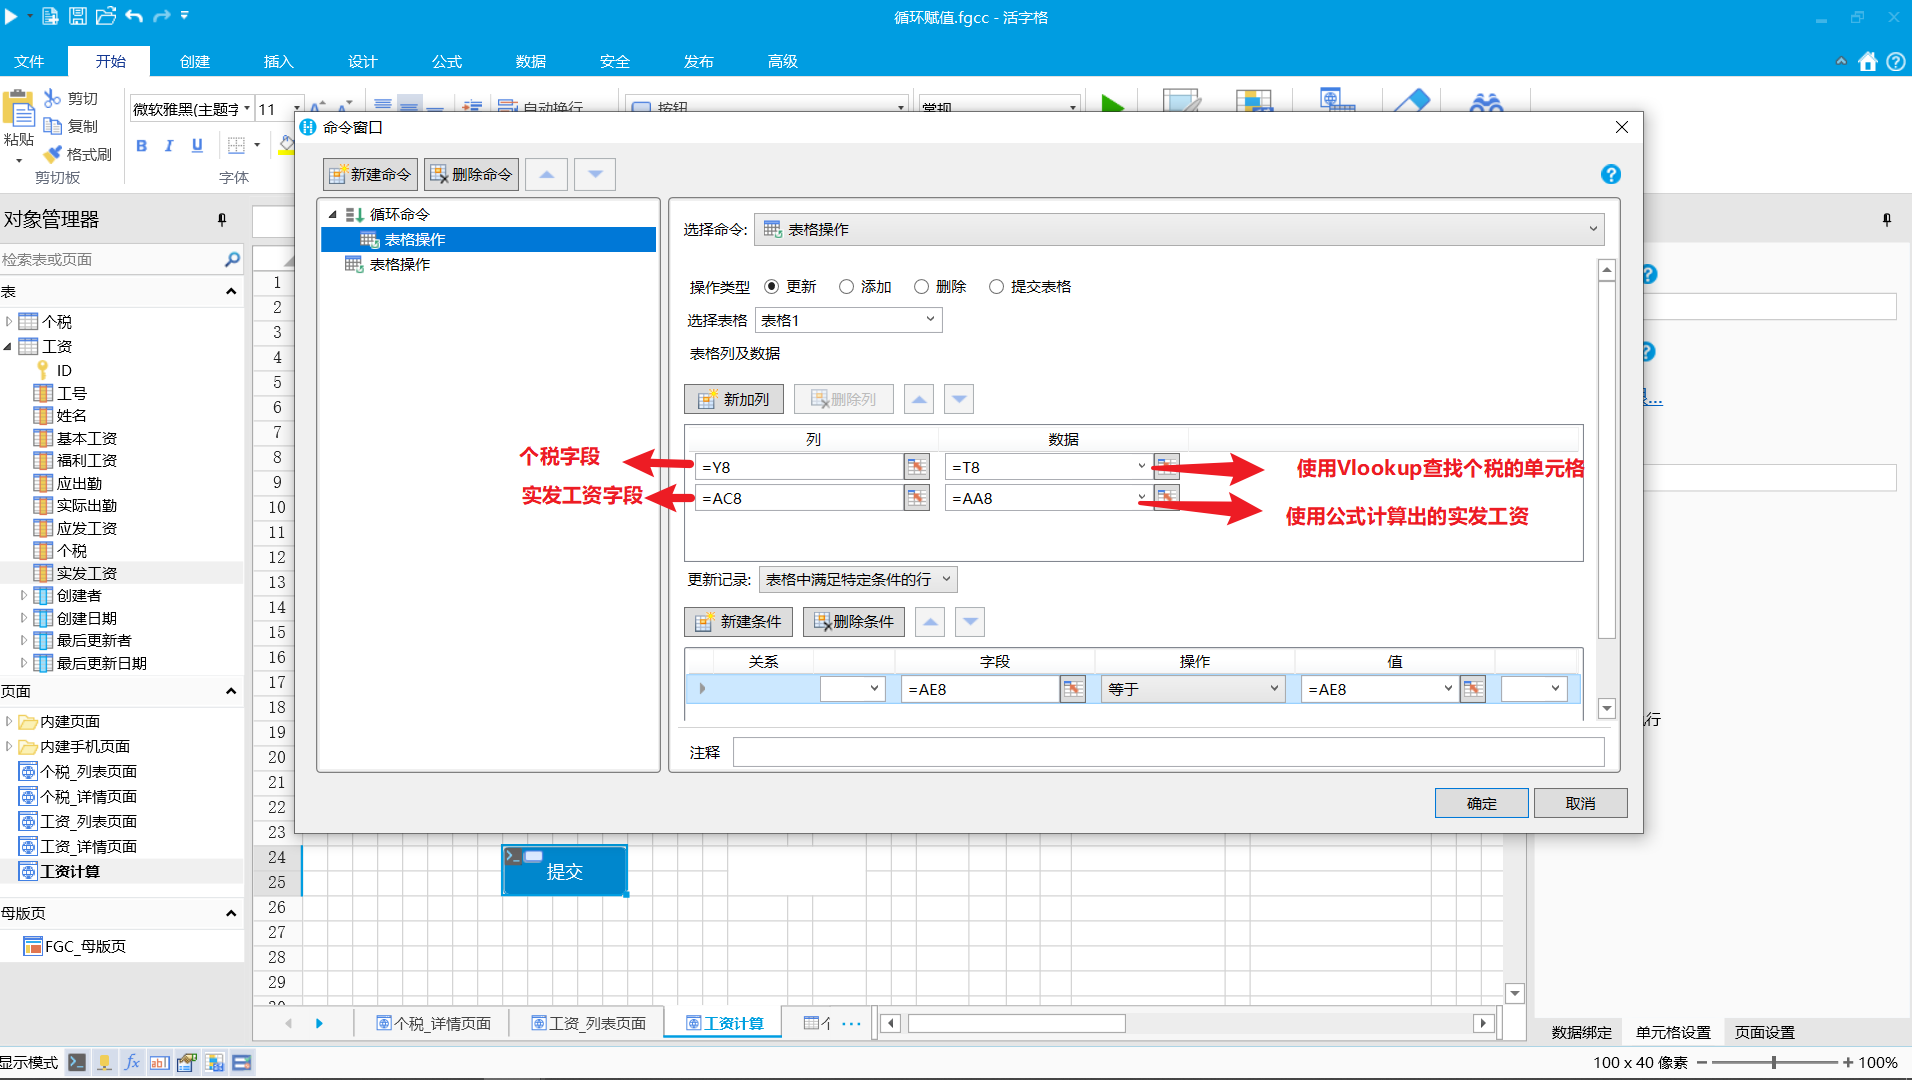 循环赋值.fgcc - 活字格
文件 开始 创建 插入 设计 公式 数据 安全 发布 高级
粘贴
剪切
复制
格式刷
剪切板
微软雅黑(主题字 11
B I U
字体
自动换行
按钮
常规
命令窗口
新建命令 删除命令
循环命令
表格操作
表格操作
选择命令: 表格操作
操作类型 更新 添加 删除 提交表格
选择表格 表格1
表格列及数据
新加列 删除列
列 数据
=Y8 =T8
=AC8 =AA8
个税字段
实发工资字段
使用Vlookup查找个税的单元格
使用公式计算出的实发工资
更新记录: 表格中满足特定条件的行
新建条件 删除条件
关系 字段 操作 值
=AE8 等于 =AE8
注释
确定 取消
对象管理器
检索表或页面
表
个税
工资
ID
工号
姓名
基本工资
福利工资
应出勤
实际出勤
应发工资
个税
实发工资
创建者
创建日期
最后更新者
最后更新日期
页面
内建页面
内建手机页面
个税_列表页面
个税_详情页面
工资_列表页面
工资_详情页面
工资计算
母版页
FGC_母版页
1
2
3
4
5
6
7
8
9
10
11
12
13
14
15
16
17
18
19
20
21
22
23
24
25
26
27
28
29
提交
行
个税_详情页面 工资_列表页面 工资计算 ···
数据绑定 单元格设置 页面设置
显示模式
100 x 40 像素 100%